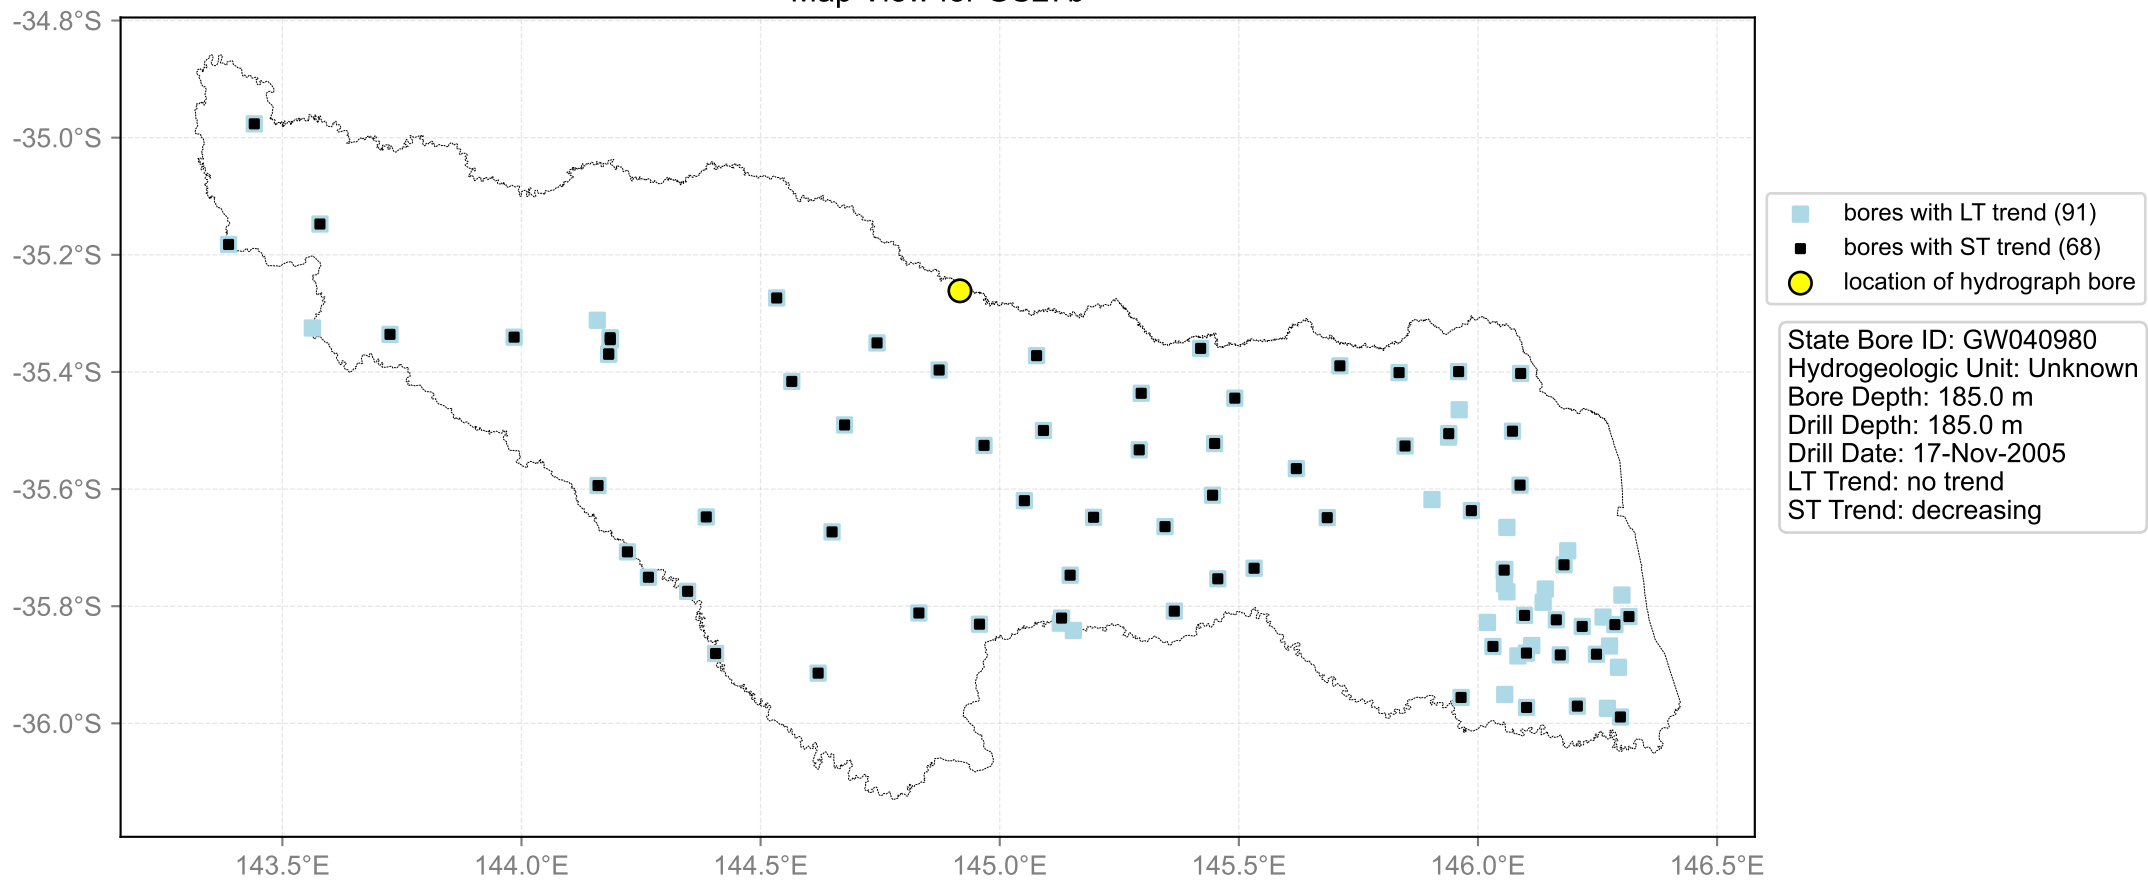 -34.8°S
-35.0°S
-35.2°S
-35.4°S
-35.6°S
-35.8°S
-36.0°S
143.5°E
144.0°E
144.5°E
145.0°E
145.5°E
146.0°E
146.5°E
bores with LT trend (91)
bores with ST trend (68)
location of hydrograph bore
State Bore ID: GW040980
Hydrogeologic Unit: Unknown
Bore Depth: 185.0 m
Drill Depth: 185.0 m
Drill Date: 17-Nov-2005
LT Trend: no trend
ST Trend: decreasing